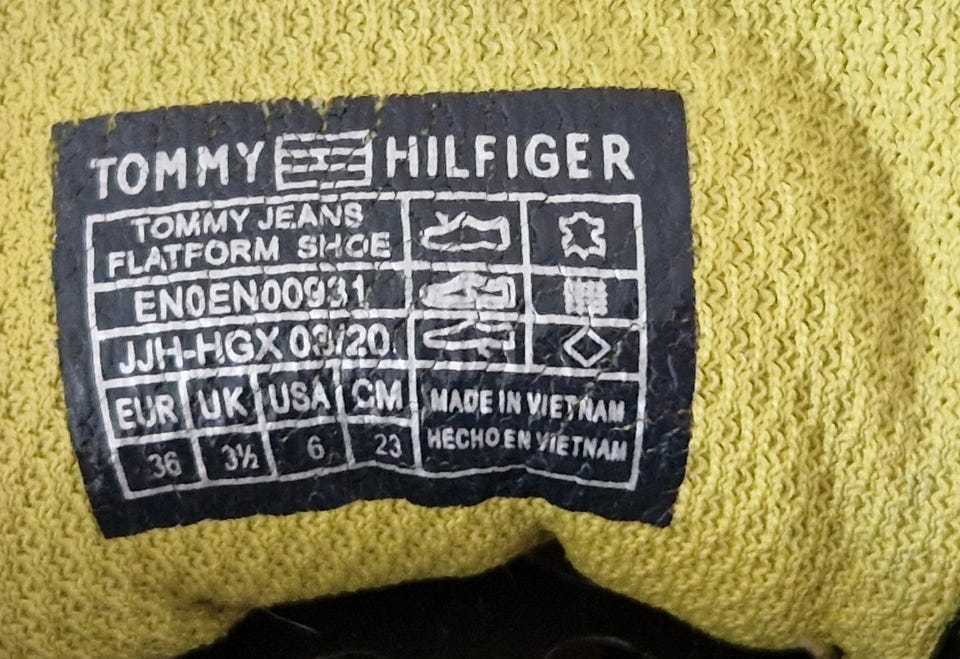 TOMMY HILFIGER
TOMMY JEANS
FLATFORM SHOE
EN0EN00931
JJH-HGX 03/20
EUR UK USA CM
36 3½ 6 23
MADE IN VIETNAM
HECHO EN VIETNAM